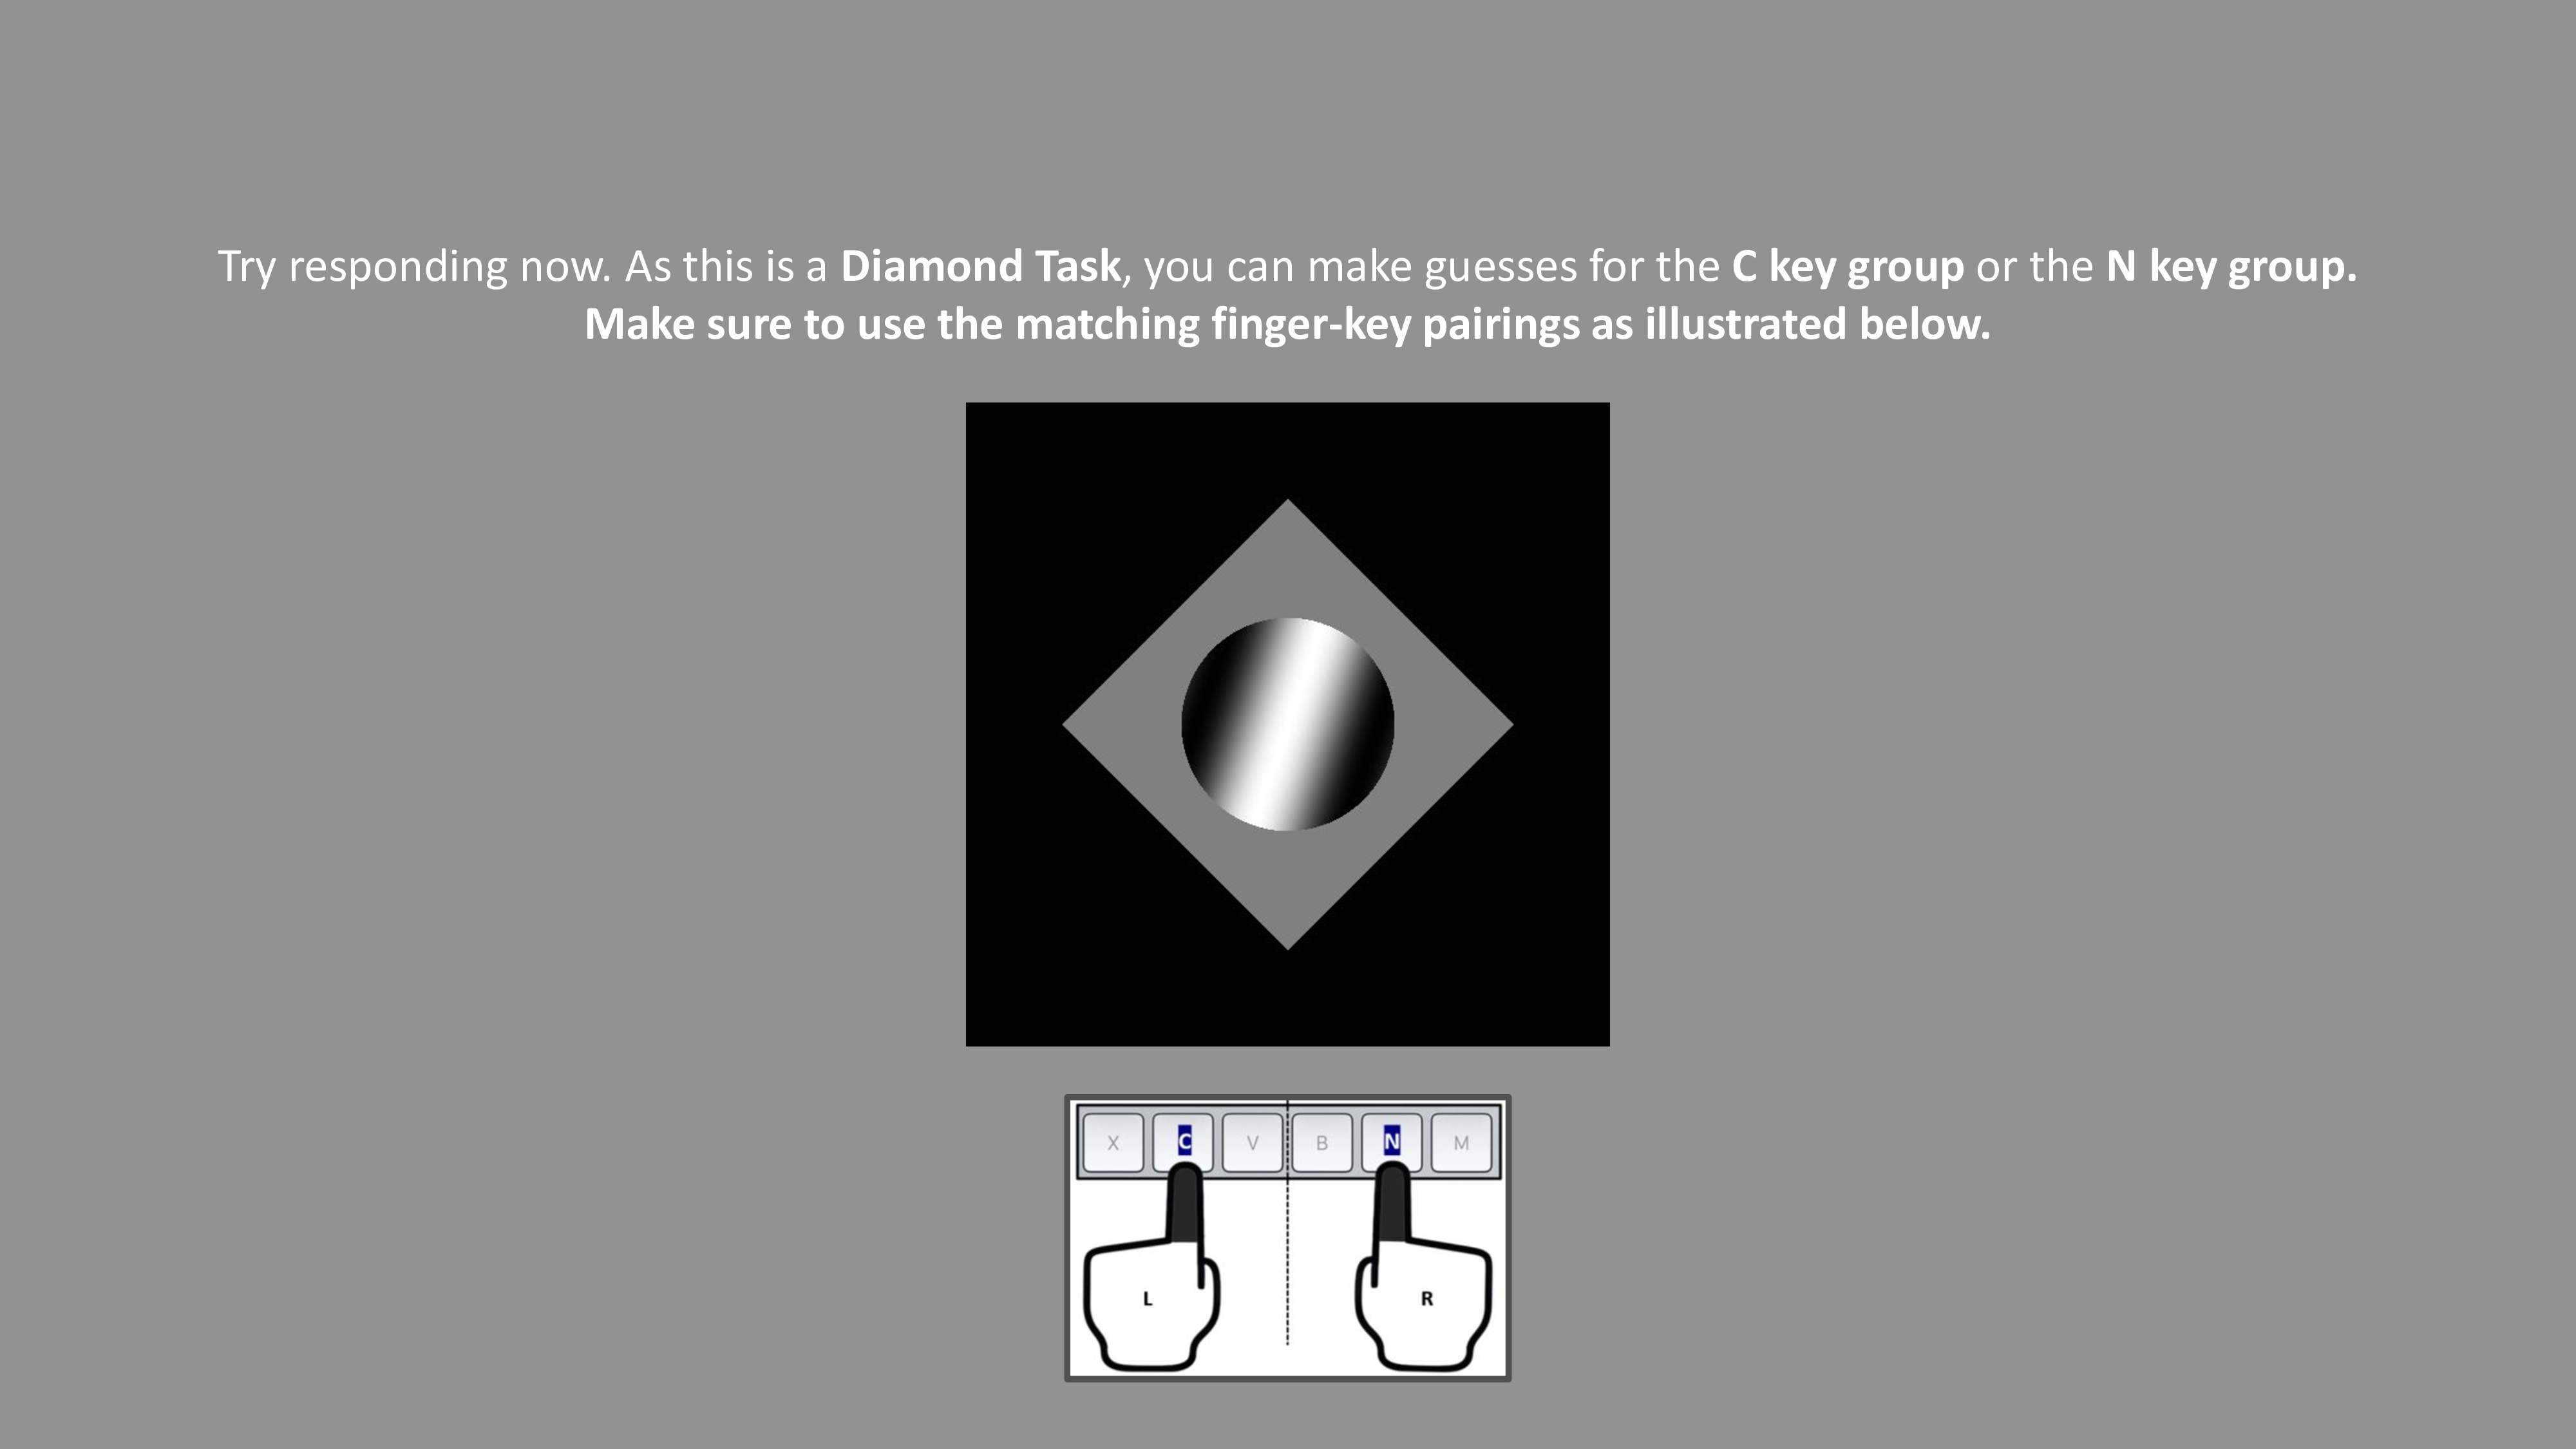 Try responding now. As this is a Diamond Task, you can make guesses for the C key group or the N key group.
Make sure to use the matching finger-key pairings as illustrated below.
X C V B N M
L R